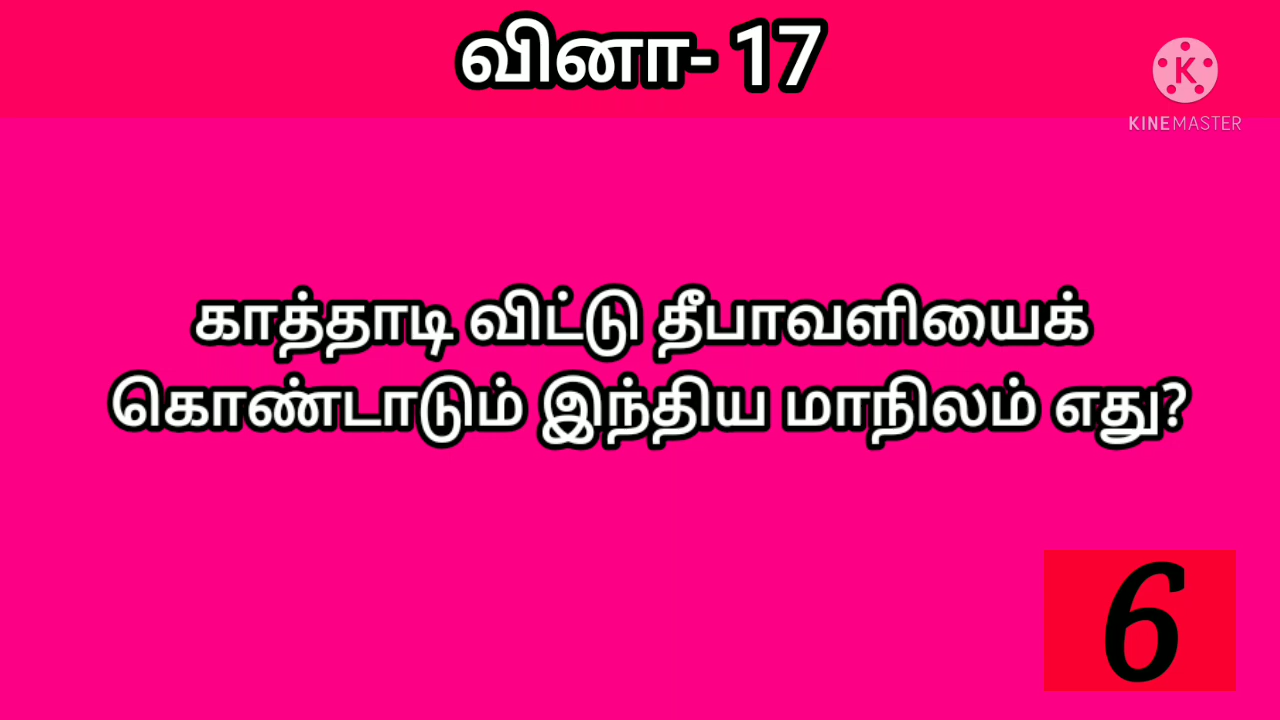 வினா- 17
K
KINEMASTER
காத்தாடி விட்டு தீபாவளியைக்
கொண்டாடும் இந்திய மாநிலம் எது?
6